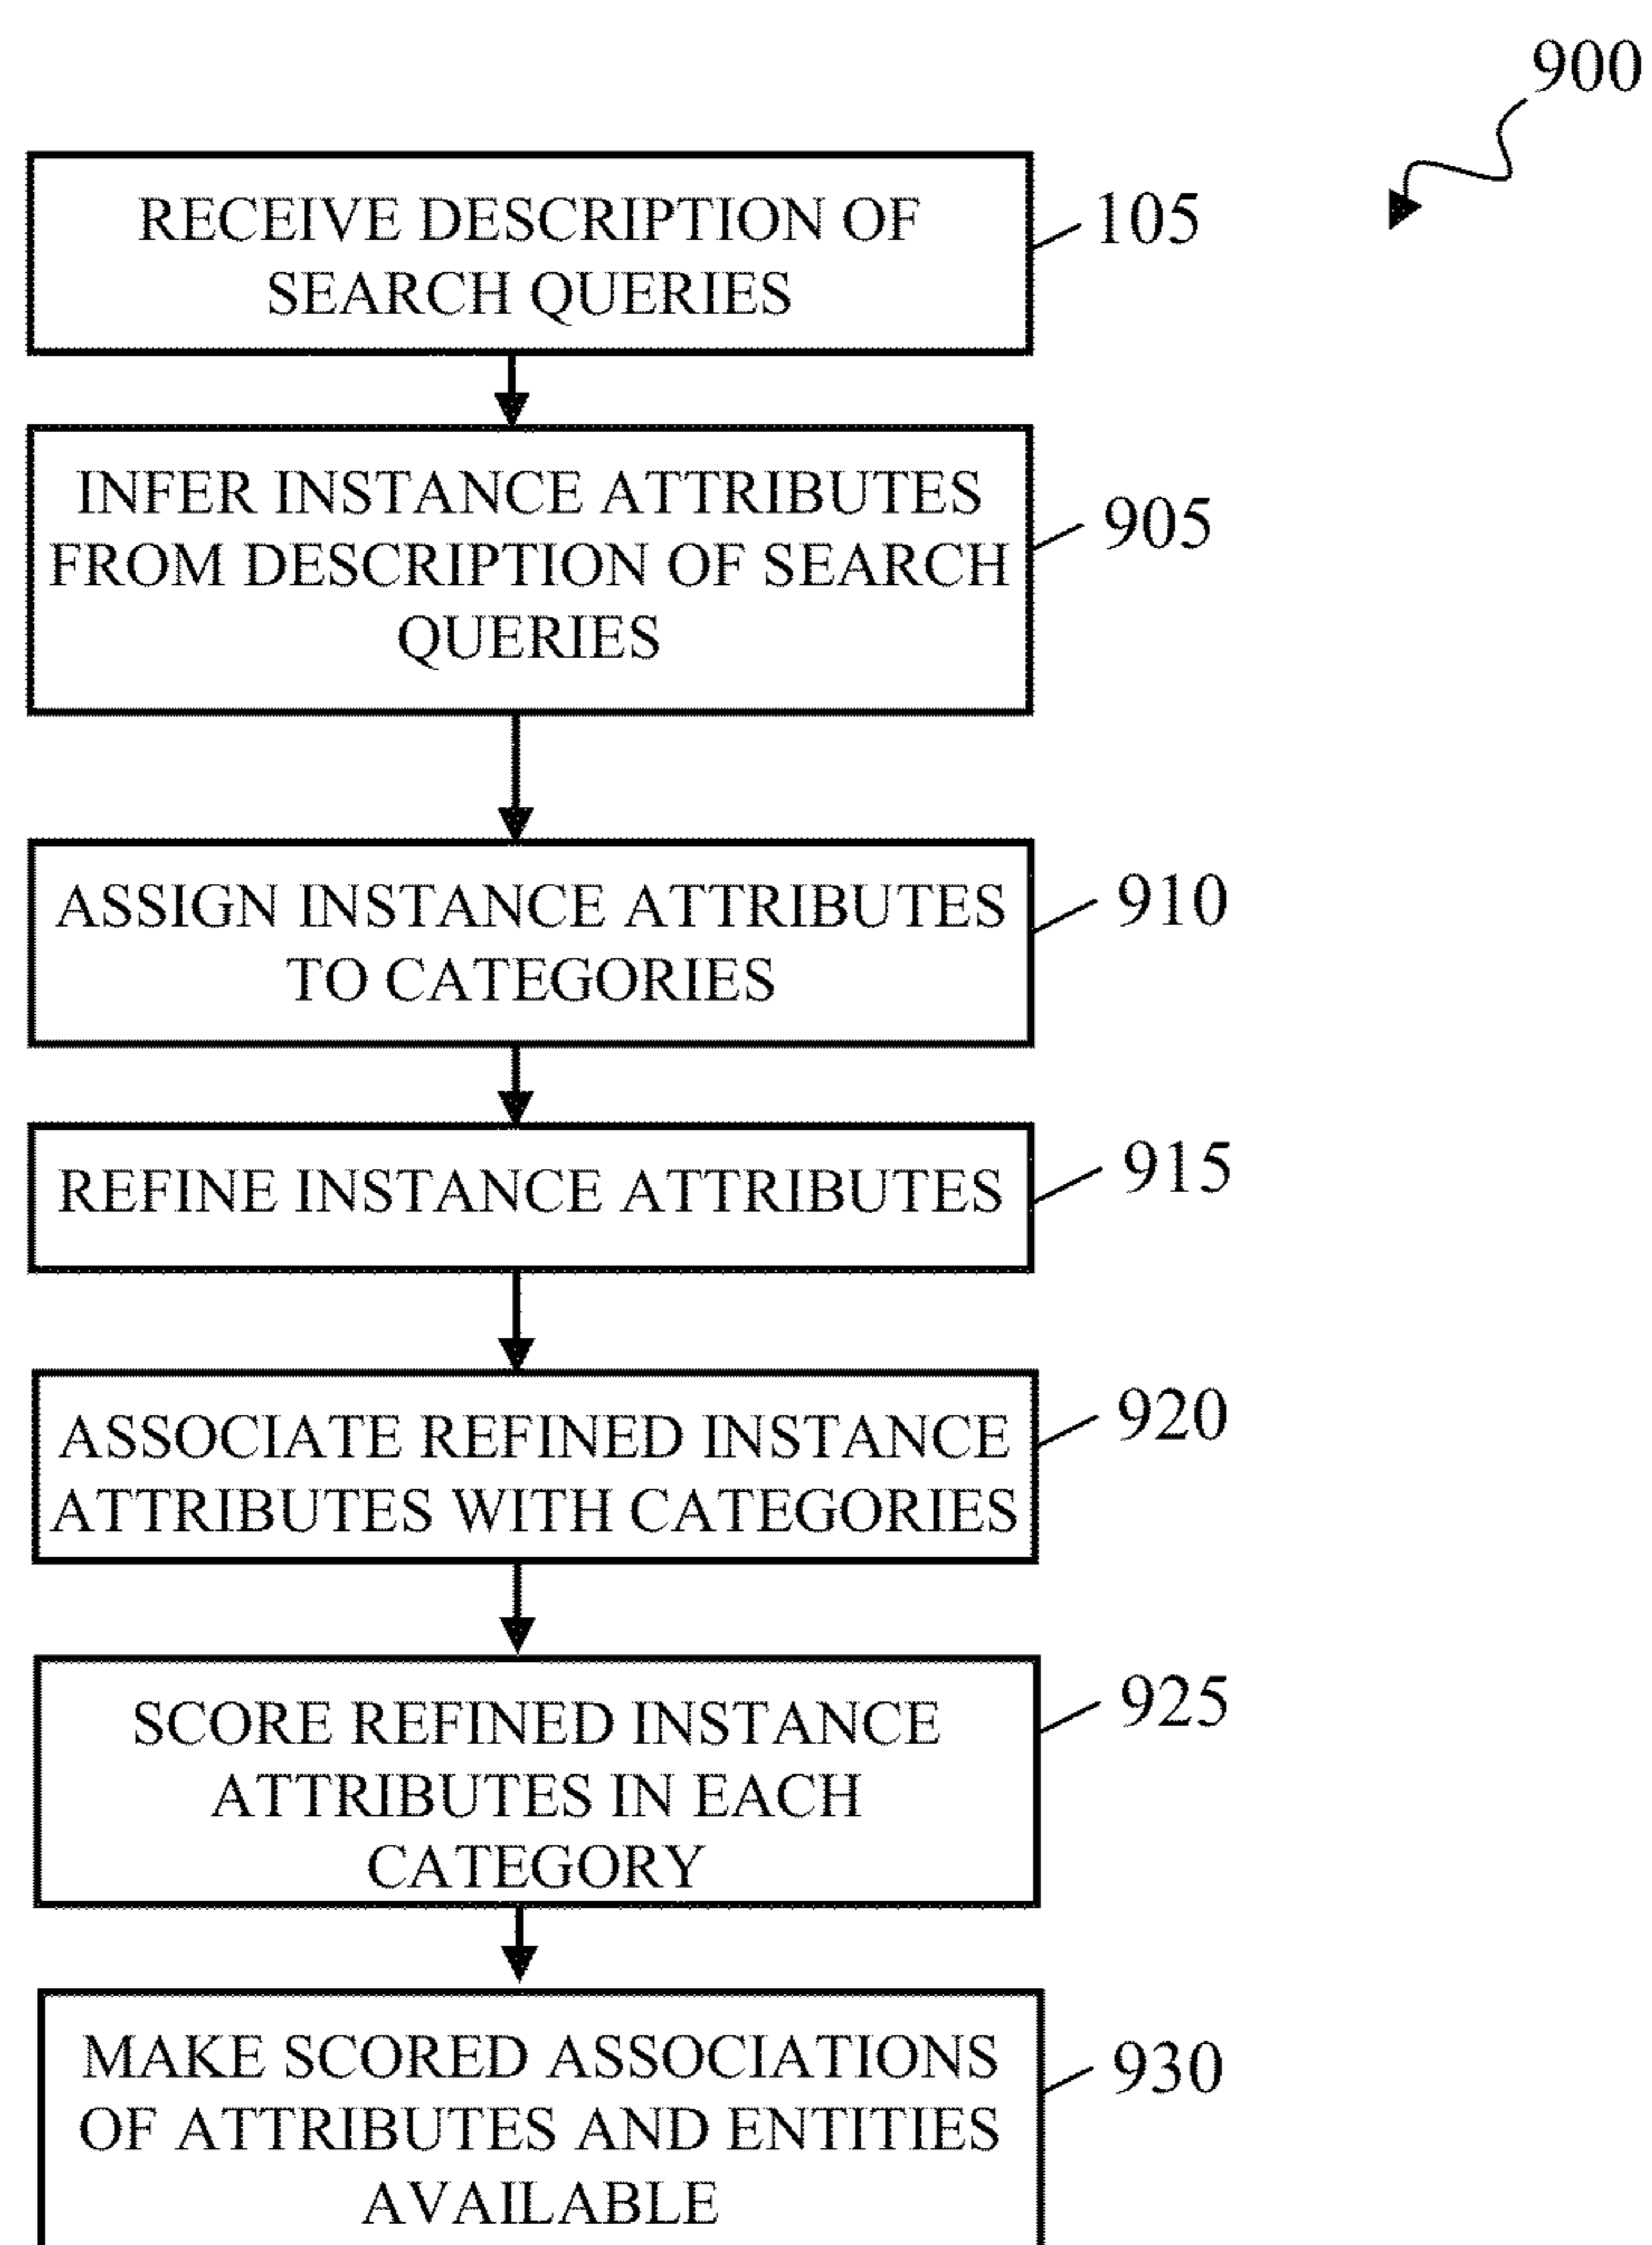 900
RECEIVE DESCRIPTION OF
SEARCH QUERIES
105
INFER INSTANCE ATTRIBUTES
FROM DESCRIPTION OF SEARCH
QUERIES
905
ASSIGN INSTANCE ATTRIBUTES
TO CATEGORIES
910
REFINE INSTANCE ATTRIBUTES
915
ASSOCIATE REFINED INSTANCE
ATTRIBUTES WITH CATEGORIES
920
SCORE REFINED INSTANCE
ATTRIBUTES IN EACH
CATEGORY
925
MAKE SCORED ASSOCIATIONS
OF ATTRIBUTES AND ENTITIES
AVAILABLE
930